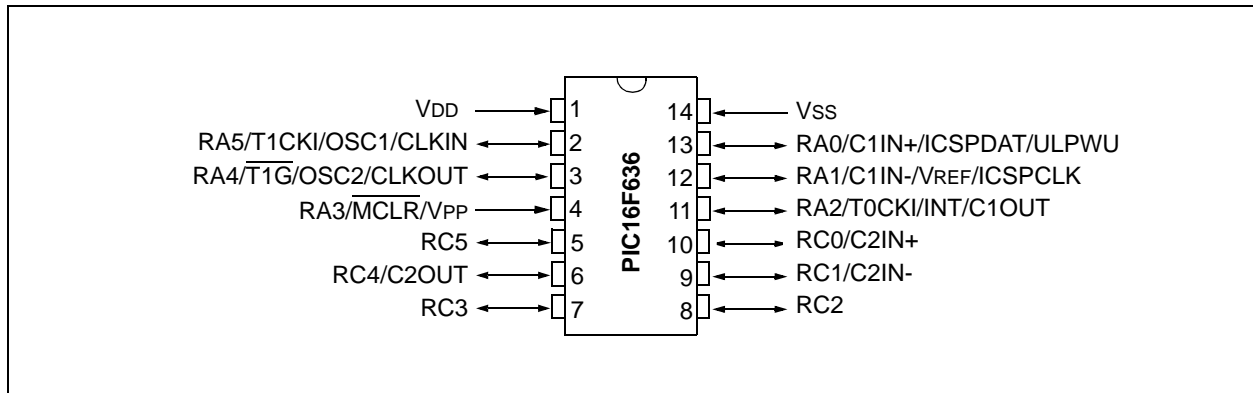 VDD 1 14 VSS
RA5/T1CKI/OSC1/CLKIN 2 13 RA0/C1IN+/ICSPDAT/ULPWU
RA4/T1G/OSC2/CLKOUT 3 12 RA1/C1IN-/VREF/ICSPCLK
RA3/MCLR/VPP 4 11 RA2/T0CKI/INT/C1OUT
RC5 5 10 RC0/C2IN+
RC4/C2OUT 6 9 RC1/C2IN-
RC3 7 8 RC2
PIC16F636